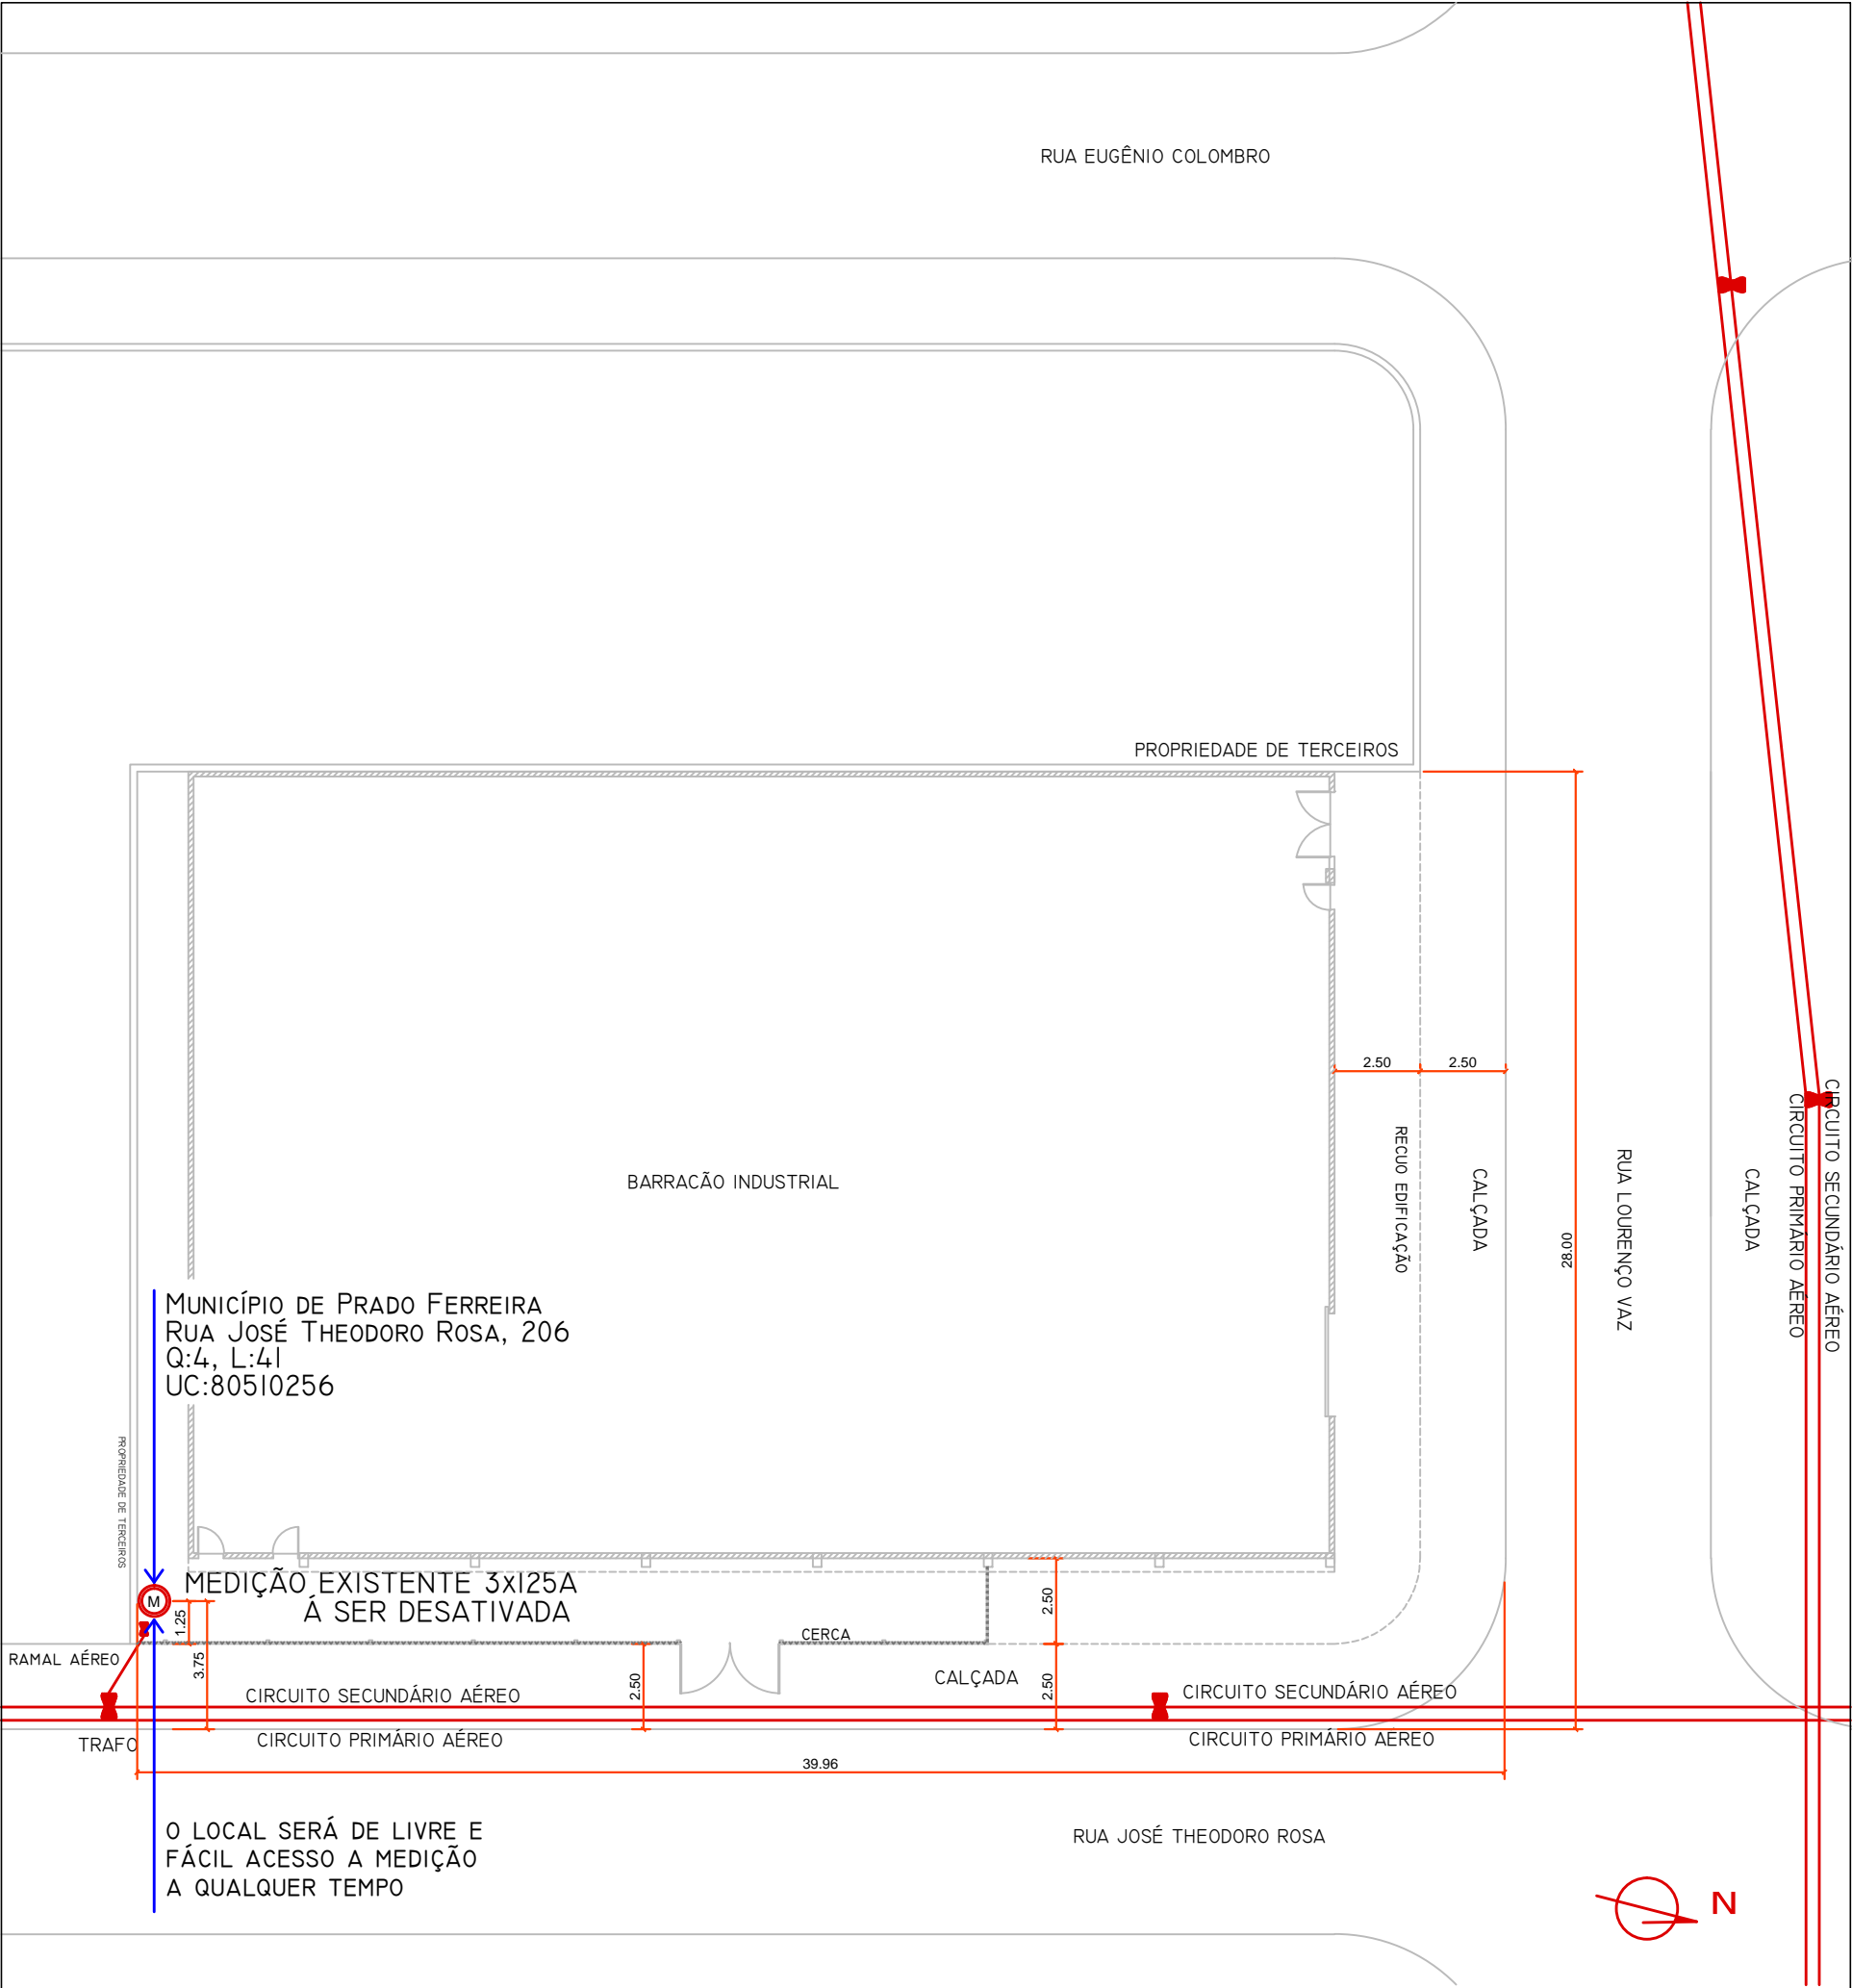 RUA EUGÊNIO COLOMBRO
PROPRIEDADE DE TERCEIROS
2.50
2.50
CIRCUITO SECUNDÁRIO AÉREO
CIRCUITO PRIMÁRIO AÉREO
RECUO EDIFICAÇÃO
CALÇADA
28.00
RUA LOURENÇO VAZ
CALÇADA
BARRACÃO INDUSTRIAL
MUNICÍPIO DE PRADO FERREIRA
RUA JOSÉ THEODORO ROSA, 206
Q:4, L:41
UC:80510256
PROPRIEDADE DE TERCEIROS
MEDIÇÃO EXISTENTE 3x125A
Á SER DESATIVADA
M
1.25
2.50
CERCA
RAMAL AÉREO
3.75
2.50
CALÇADA
2.50
CIRCUITO SECUNDÁRIO AÉREO
CIRCUITO SECUNDÁRIO AÉREO
TRAFO
CIRCUITO PRIMÁRIO AÉREO
CIRCUITO PRIMÁRIO AEREO
39.96
O LOCAL SERÁ DE LIVRE E
FÁCIL ACESSO A MEDIÇÃO
A QUALQUER TEMPO
RUA JOSÉ THEODORO ROSA
N